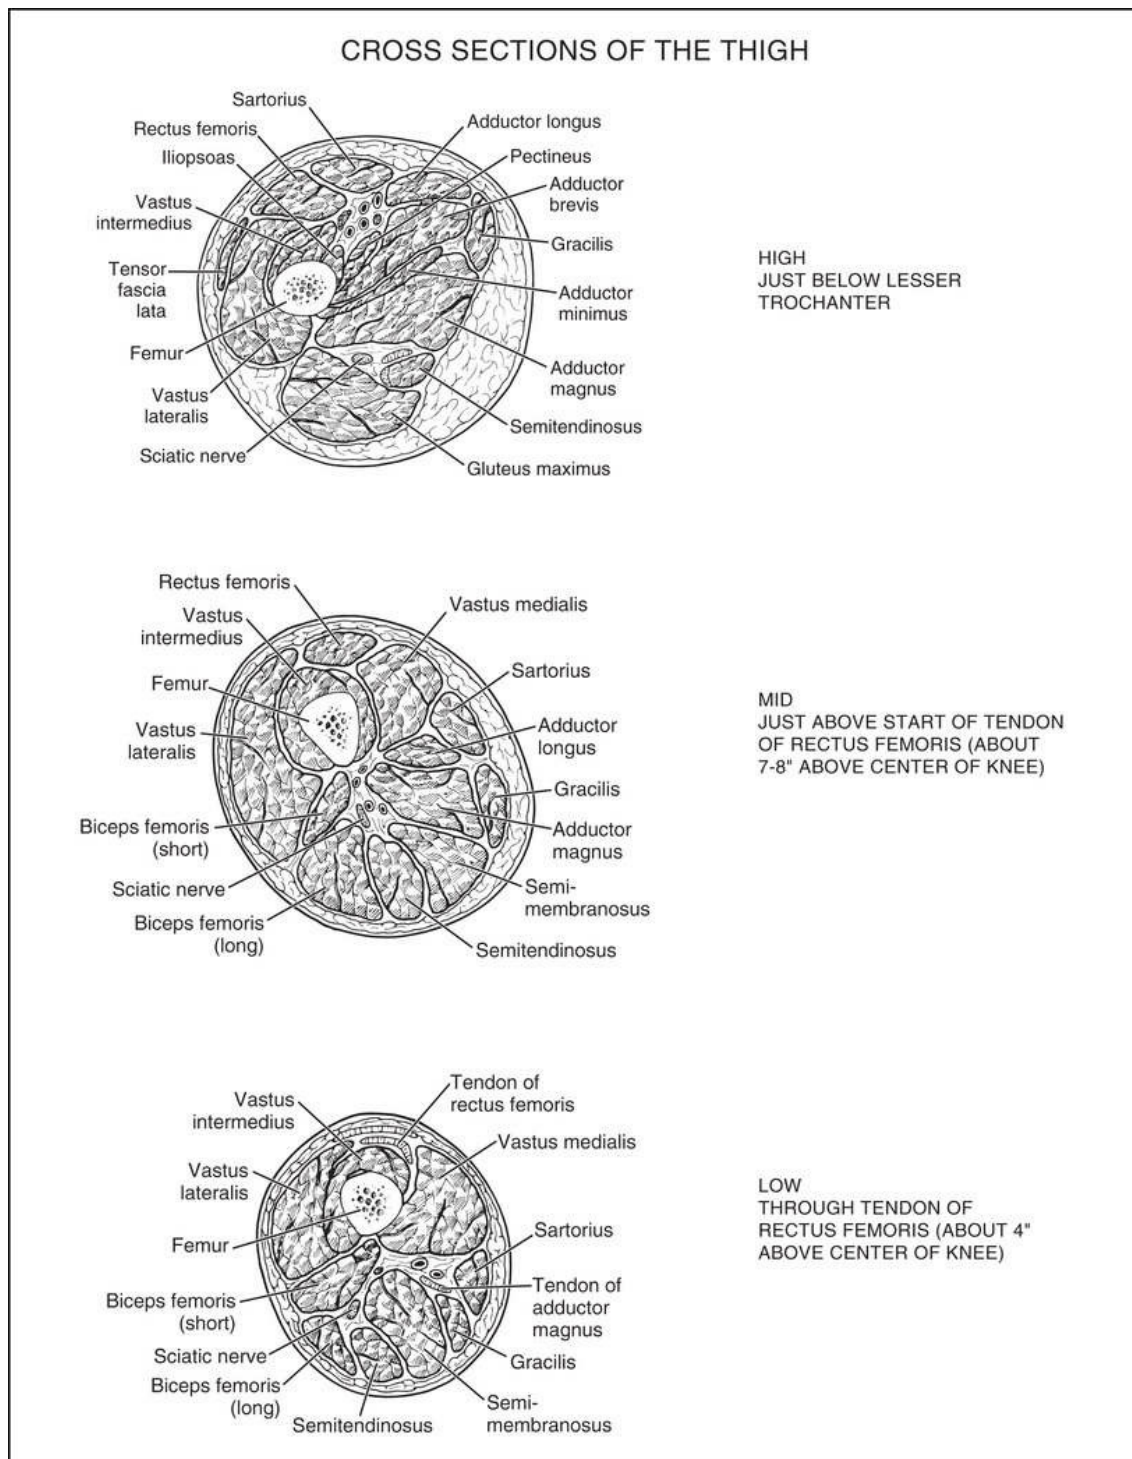 CROSS SECTIONS OF THE THIGH
Sartorius
Rectus femoris
Iliopsoas
Vastus
intermedius
Tensor
fascia
lata
Femur
Vastus
lateralis
Sciatic nerve
Adductor longus
Pectineus
Adductor
brevis
Gracilis
Adductor
minimus
Adductor
magnus
Semitendinosus
Gluteus maximus
HIGH
JUST BELOW LESSER
TROCHANTER
Rectus femoris
Vastus
intermedius
Femur
Vastus
lateralis
Biceps femoris
(short)
Sciatic nerve
Biceps femoris
(long)
Vastus medialis
Sartorius
Adductor
longus
Gracilis
Adductor
magnus
Semi-
membranosus
Semitendinosus
MID
JUST ABOVE START OF TENDON
OF RECTUS FEMORIS (ABOUT
7-8" ABOVE CENTER OF KNEE)
Vastus
intermedius
Vastus
lateralis
Femur
Biceps femoris
(short)
Sciatic nerve
Biceps femoris
(long)
Semitendinosus
Tendon of
rectus femoris
Vastus medialis
Sartorius
Tendon of
adductor
magnus
Gracilis
Semi-
membranosus
LOW
THROUGH TENDON OF
RECTUS FEMORIS (ABOUT 4"
ABOVE CENTER OF KNEE)